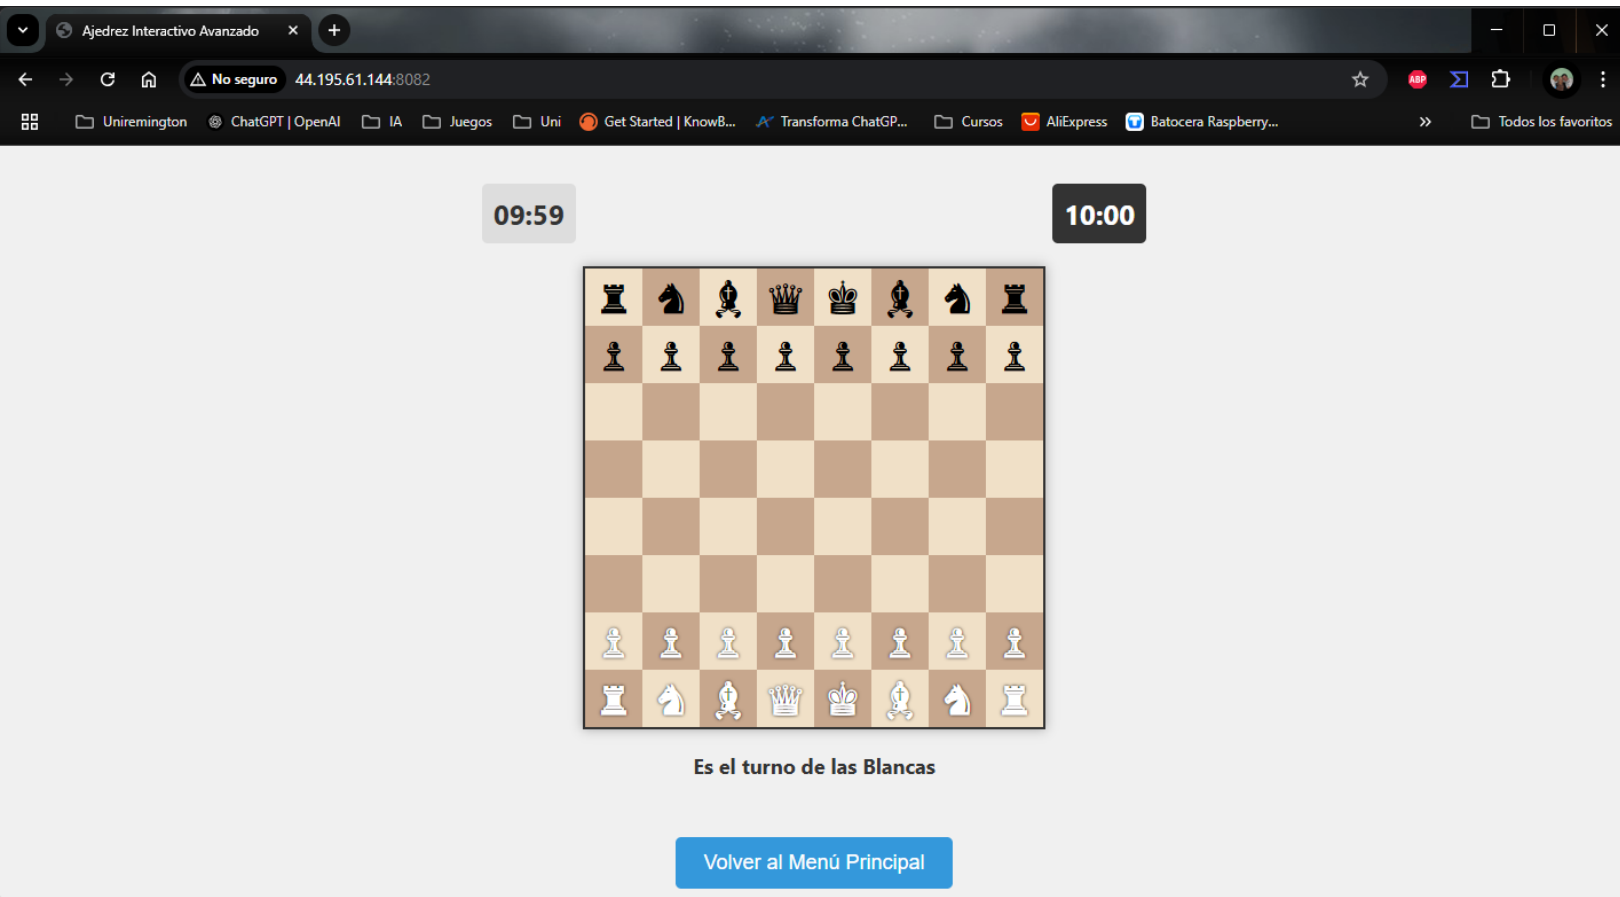 Ajedrez Interactivo Avanzado
No seguro 44.195.61.144:8082 ABP
Uniremington ChatGPT | OpenAI IA Juegos Uni Get Started | KnowB... Transforma ChatGP... Cursos AliExpress Batocera Raspberry... » Todos los favoritos
09:59 10:00
Es el turno de las Blancas
Volver al Menú Principal